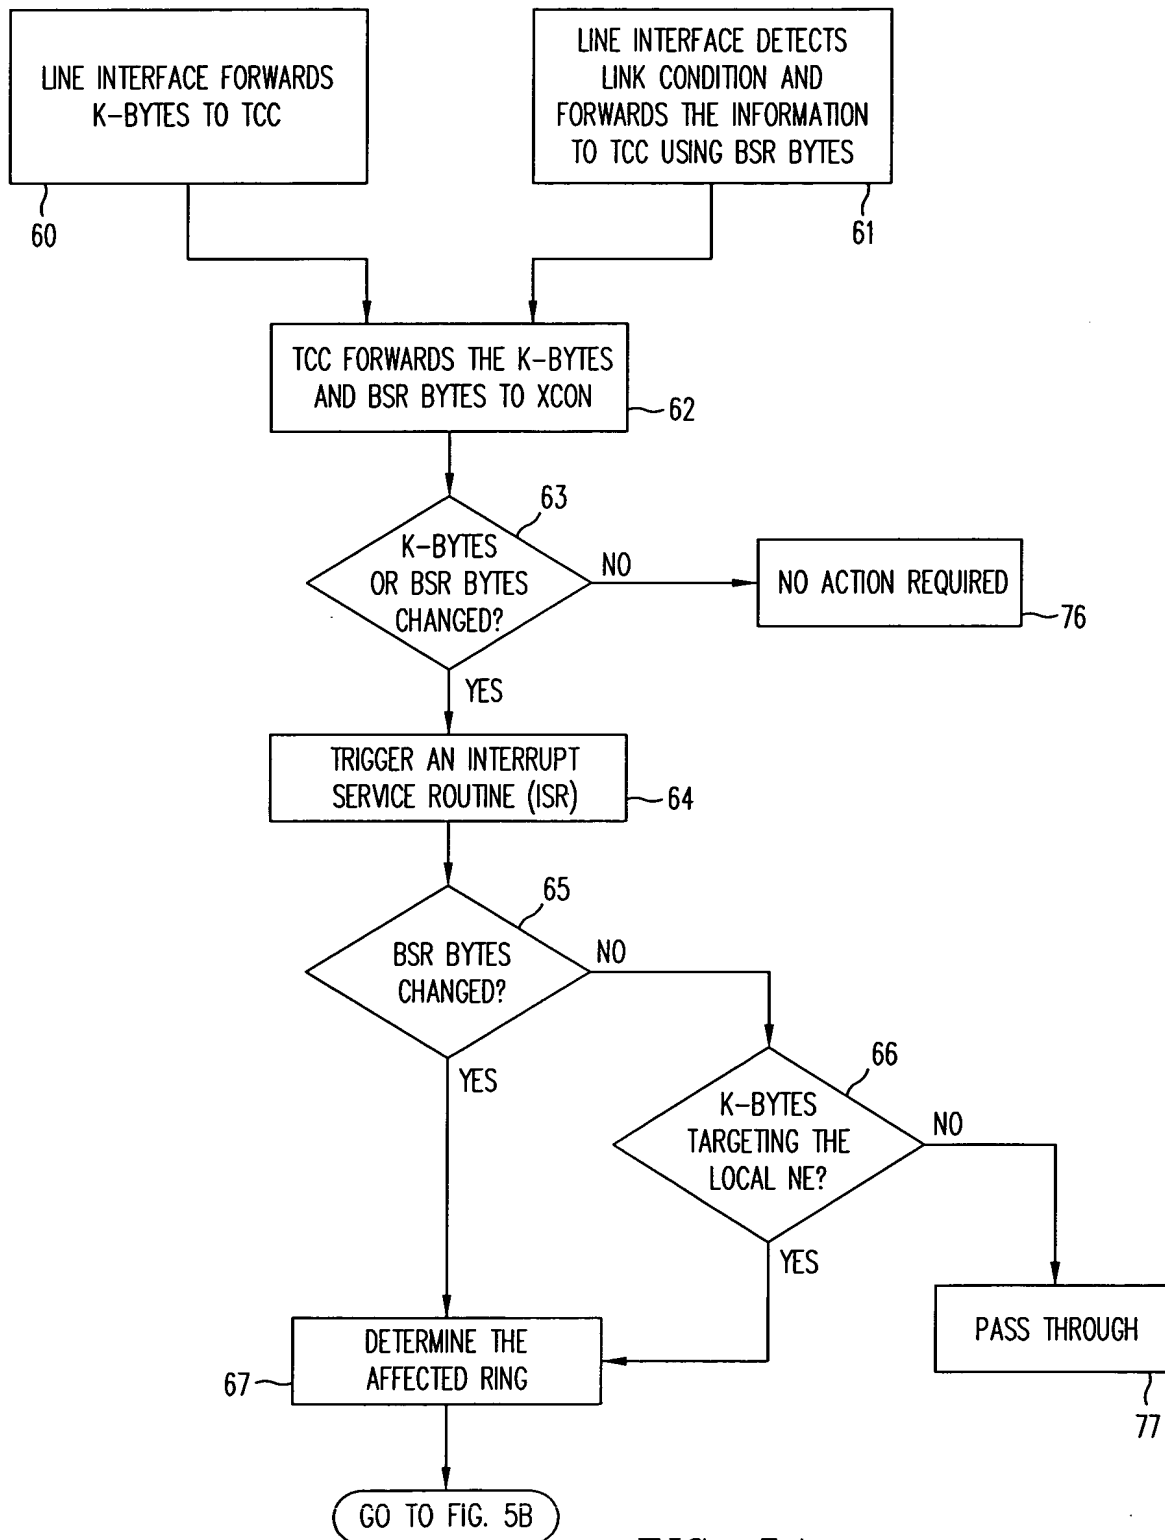 LINE INTERFACE FORWARDS
K-BYTES TO TCC
60
LINE INTERFACE DETECTS
LINK CONDITION AND
FORWARDS THE INFORMATION
TO TCC USING BSR BYTES
61
TCC FORWARDS THE K-BYTES
AND BSR BYTES TO XCON
62
63
K-BYTES
OR BSR BYTES
CHANGED?
NO
NO ACTION REQUIRED
76
YES
TRIGGER AN INTERRUPT
SERVICE ROUTINE (ISR)
64
65
BSR BYTES
CHANGED?
NO
YES
66
K-BYTES
TARGETING THE
LOCAL NE?
NO
YES
PASS THROUGH
77
DETERMINE THE
AFFECTED RING
67
GO TO FIG. 5B